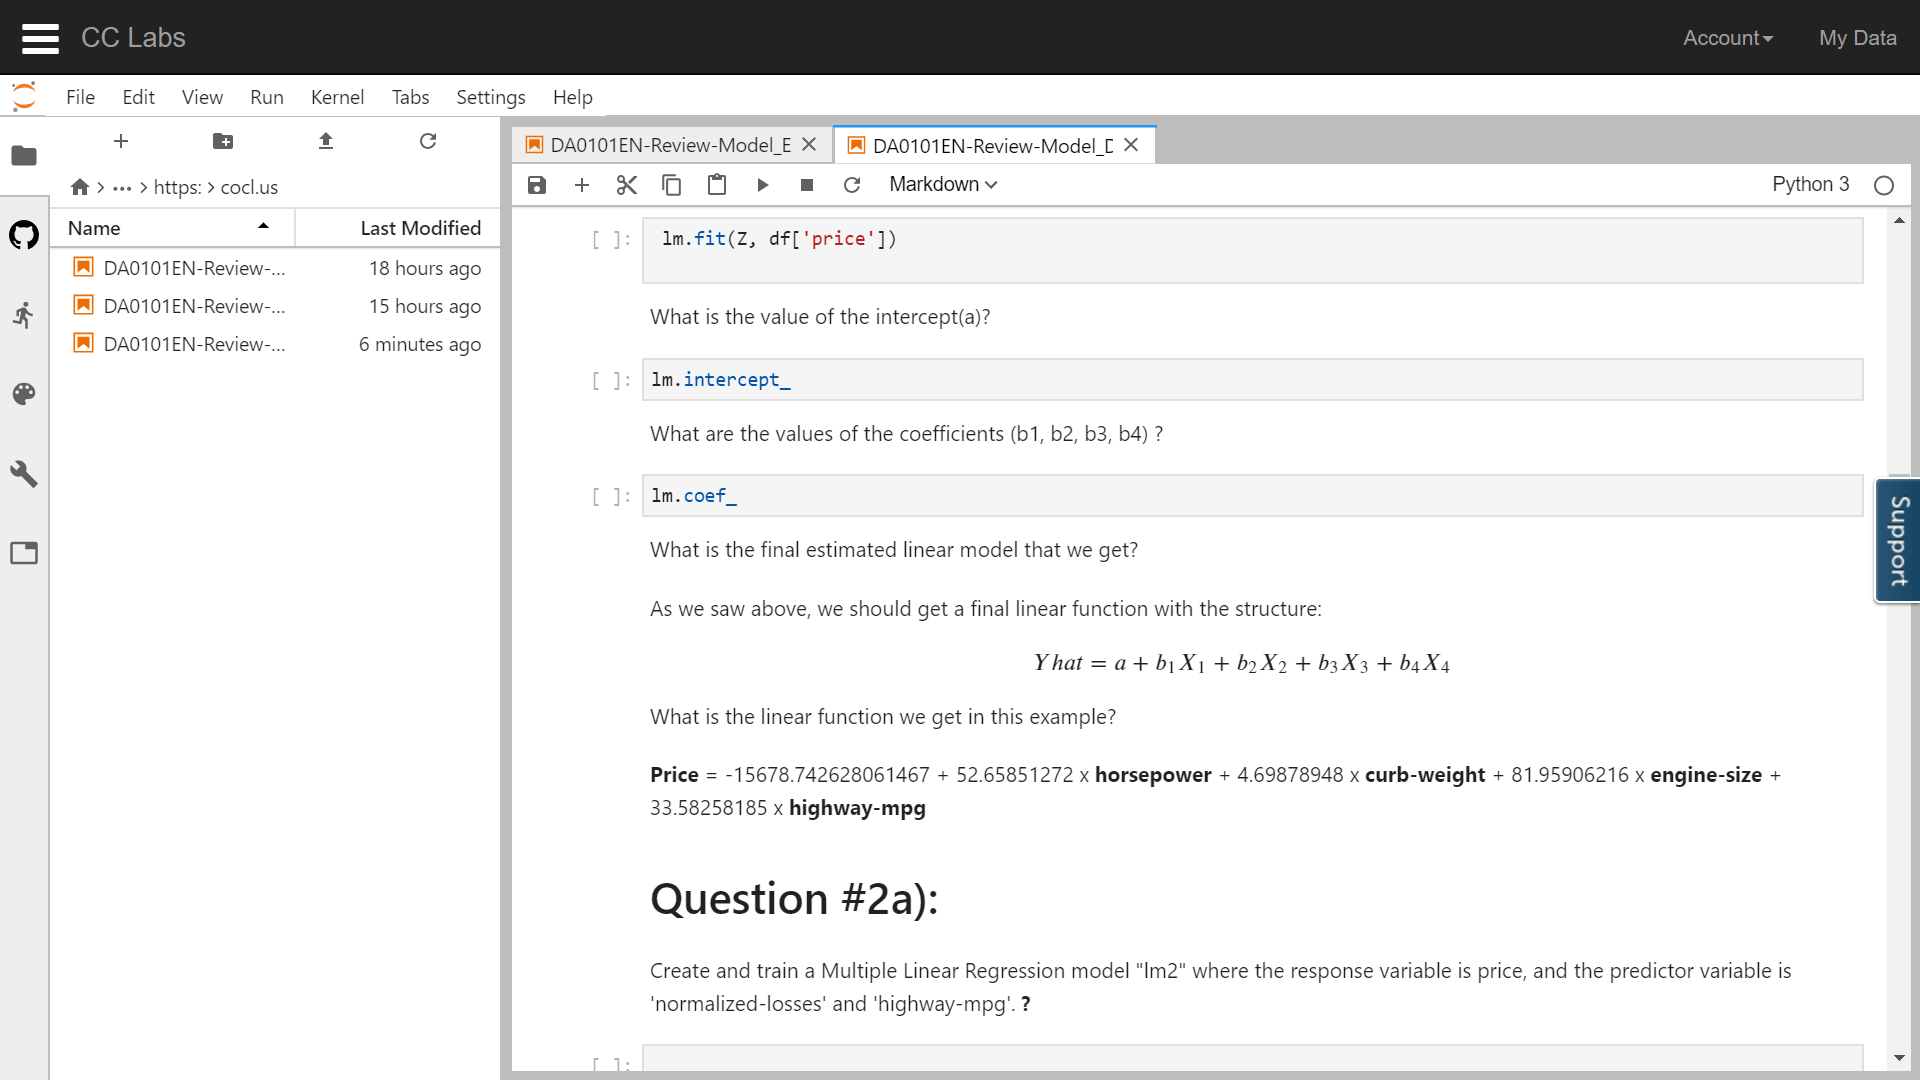 CC Labs
Account
My Data
File Edit View Run Kernel Tabs Settings Help
https: > cocl.us
Name
Last Modified
DA0101EN-Review-...
18 hours ago
DA0101EN-Review-...
15 hours ago
DA0101EN-Review-...
6 minutes ago
DA0101EN-Review-Model_E
DA0101EN-Review-Model_D
Markdown
Python 3
[ ]: lm.fit(Z, df['price'])
What is the value of the intercept(a)?
[ ]: lm.intercept_
What are the values of the coefficients (b1, b2, b3, b4) ?
[ ]: lm.coef_
What is the final estimated linear model that we get?
As we saw above, we should get a final linear function with the structure:
Yhat = a + b₁X₁ + b₂X₂ + b₃X₃ + b₄X₄
What is the linear function we get in this example?
Price = -15678.742628061467 + 52.65851272 x horsepower + 4.69878948 x curb-weight + 81.95906216 x engine-size +
33.58258185 x highway-mpg
Question #2a):
Create and train a Multiple Linear Regression model "lm2" where the response variable is price, and the predictor variable is
'normalized-losses' and 'highway-mpg'. ?
[ ]:
Support